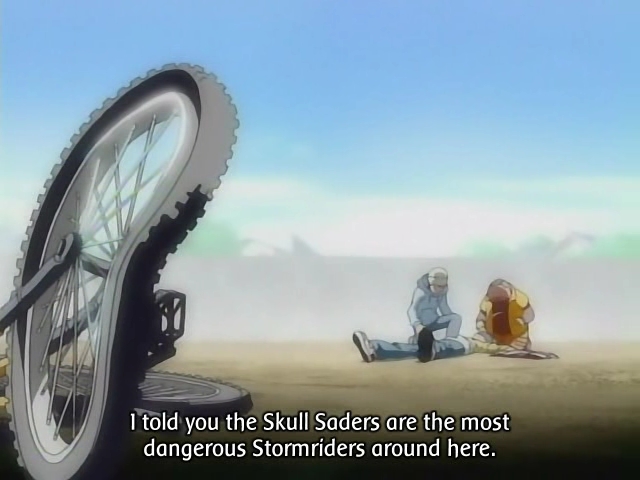 I told you the Skull Saders are the most
dangerous Stormriders around here.